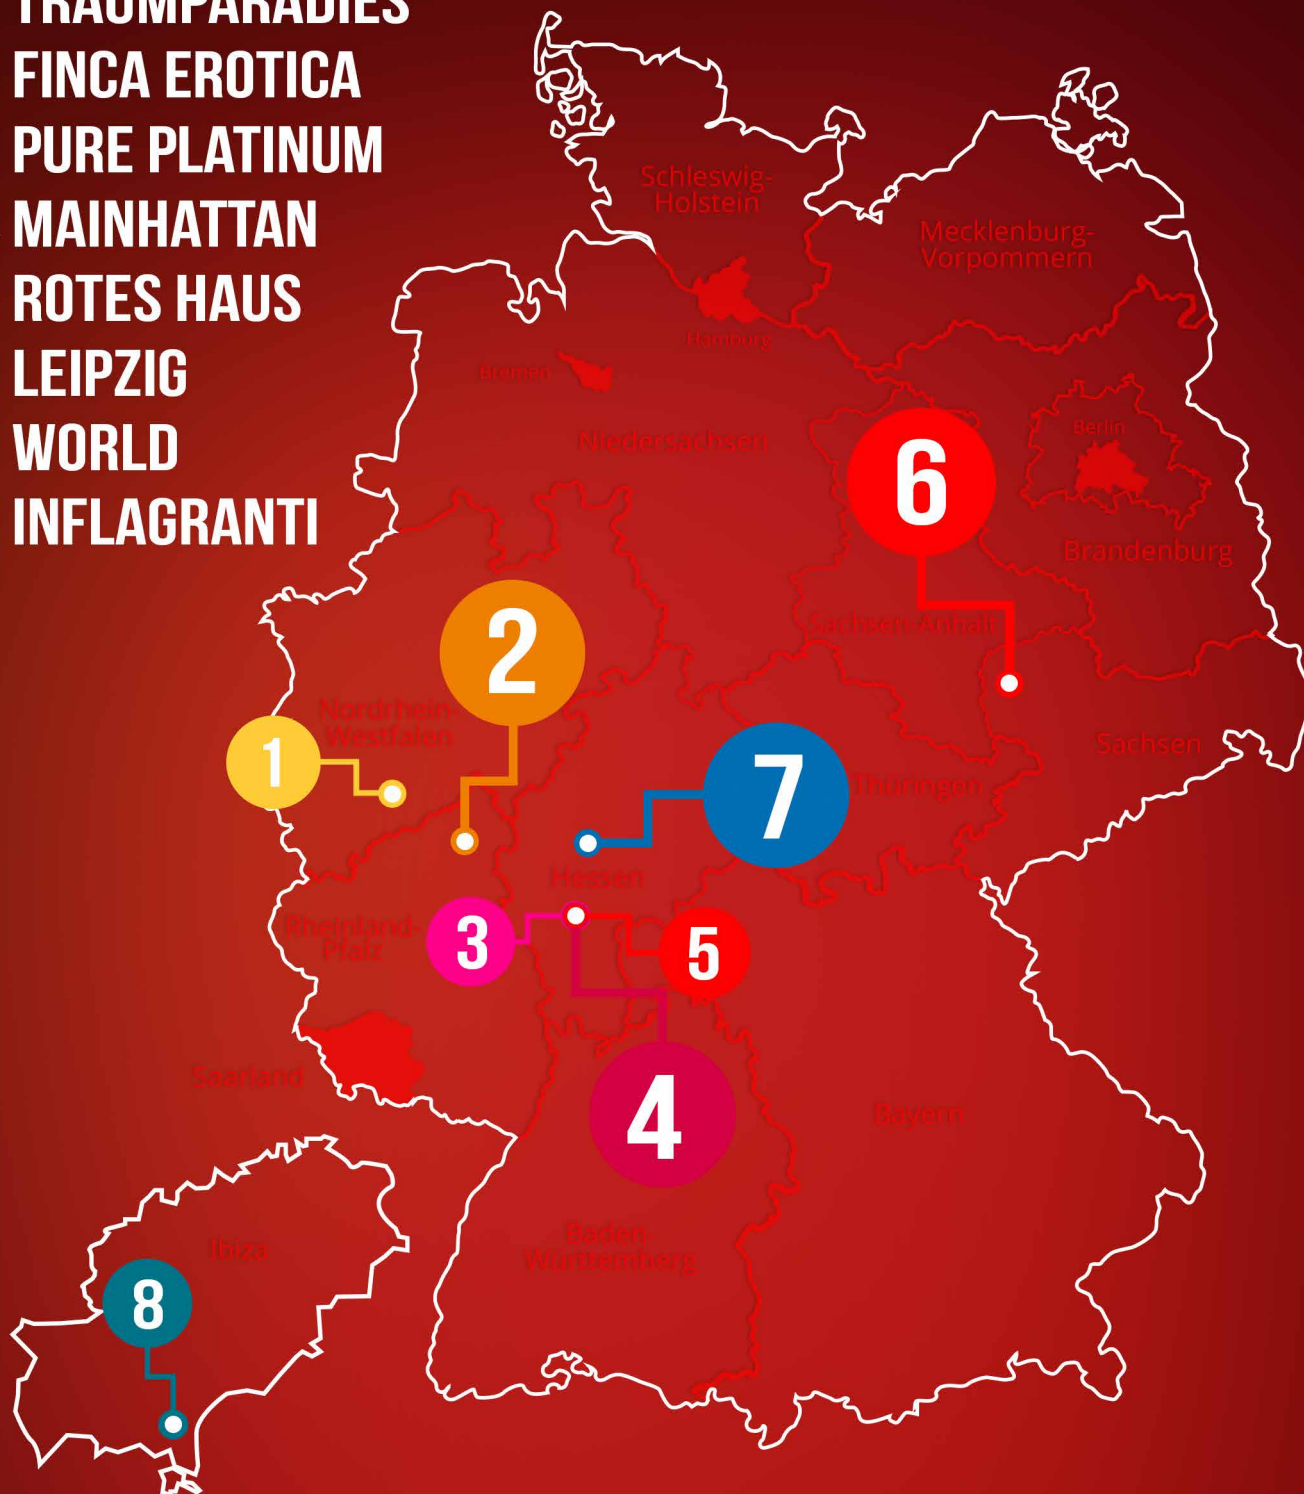 TRAUMPARADIES
FINCA EROTICA
PURE PLATINUM
MAINHATTAN
ROTES HAUS
LEIPZIG
WORLD
INFLAGRANTI
Schleswig-
Holstein
Mecklenburg-
Vorpommern
Hamburg
Bremen
Niedersachsen
Berlin
6
Brandenburg
Sachsen-Anhalt
2
Nordrhein-
Westfalen
1
7
Sachsen
Thüringen
Hessen
Rheinland-
Pfalz
3
5
Saarland
4
Bayern
Baden-
Württemberg
Ibiza
8